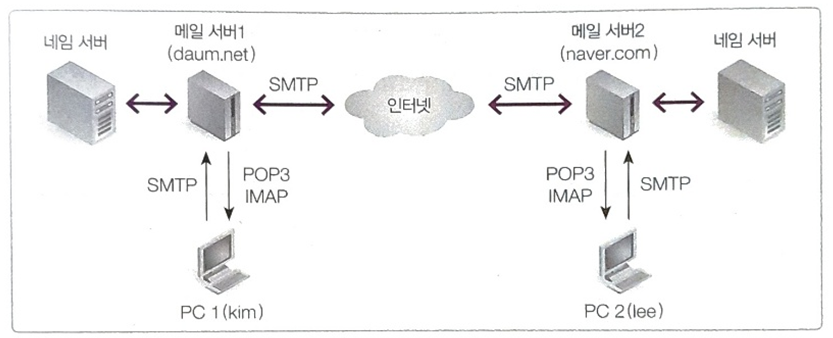 네임 서버
메일 서버1
(daum.net)
SMTP
인터넷
SMTP
메일 서버2
(naver.com)
네임 서버
SMTP
POP3
IMAP
POP3
IMAP
SMTP
PC 1(kim)
PC 2(lee)